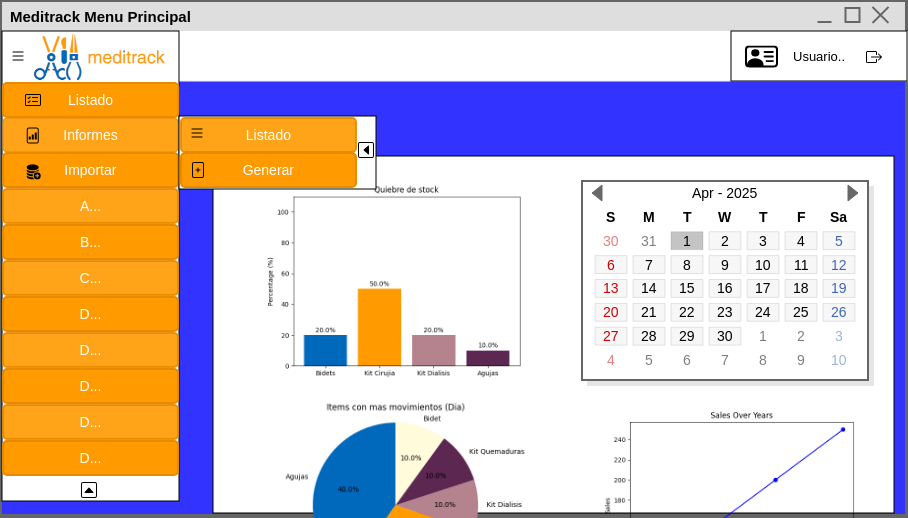 Meditrack Menu Principal
meditrack
Usuario..
Listado
Informes
Importar
A...
B...
C...
D...
D...
D...
D...
D...
Listado
Generar
Quiebre de stock
Percentage (%)
100
80
60
40
20
0
20.0%
50.0%
20.0%
10.0%
Bidets
Kit Cirujia
Kit Dialisis
Agujas
Apr - 2025
S M T W T F Sa
30 31 1 2 3 4 5
6 7 8 9 10 11 12
13 14 15 16 17 18 19
20 21 22 23 24 25 26
27 28 29 30 1 2 3
4 5 6 7 8 9 10
Items con mas movimientos (Dia)
Bidet
Kit Quemaduras
Agujas
Kit Dialisis
10.0%
10.0%
40.0%
10.0%
Sales Over Years
Sales
240
220
200
180